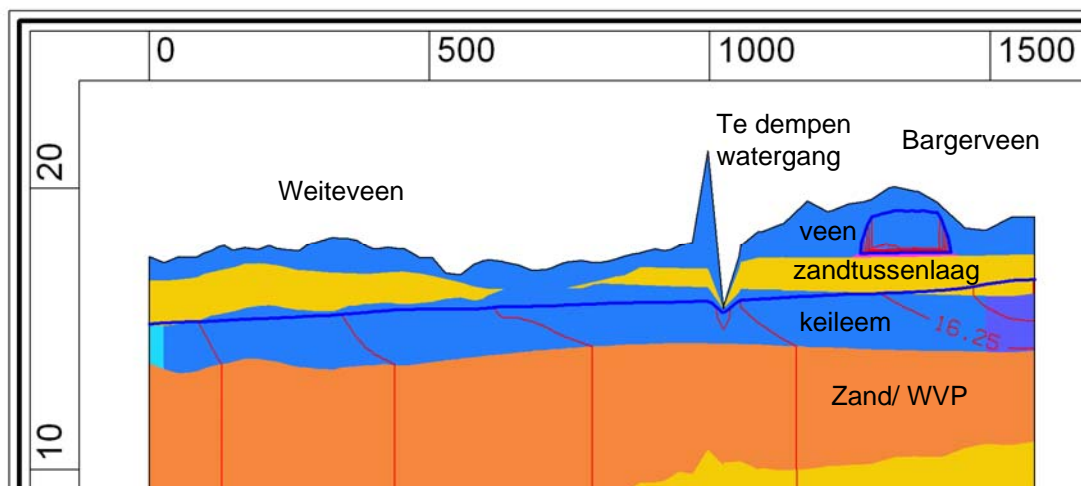 0 500 1000 1500
Te dempen
watergang
Bargerveen
20
Weiteveen
veen
zandtussenlaag
keileem
16.25
Zand/ WVP
10